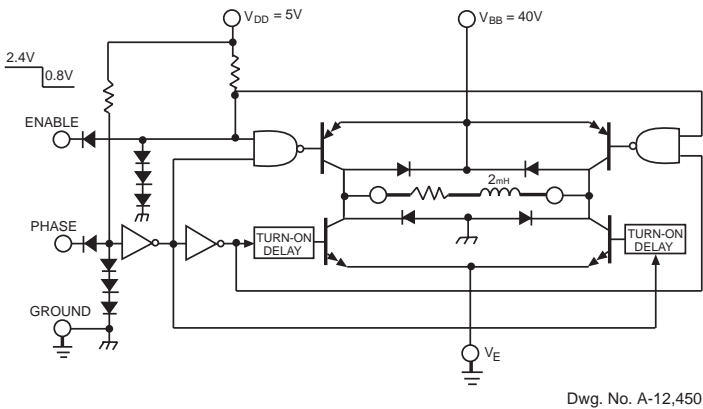 V_DD = 5V
V_BB = 40V
2.4V
0.8V
ENABLE
2mH
PHASE
TURN-ON
DELAY
TURN-ON
DELAY
GROUND
V_E
Dwg. No. A-12,450